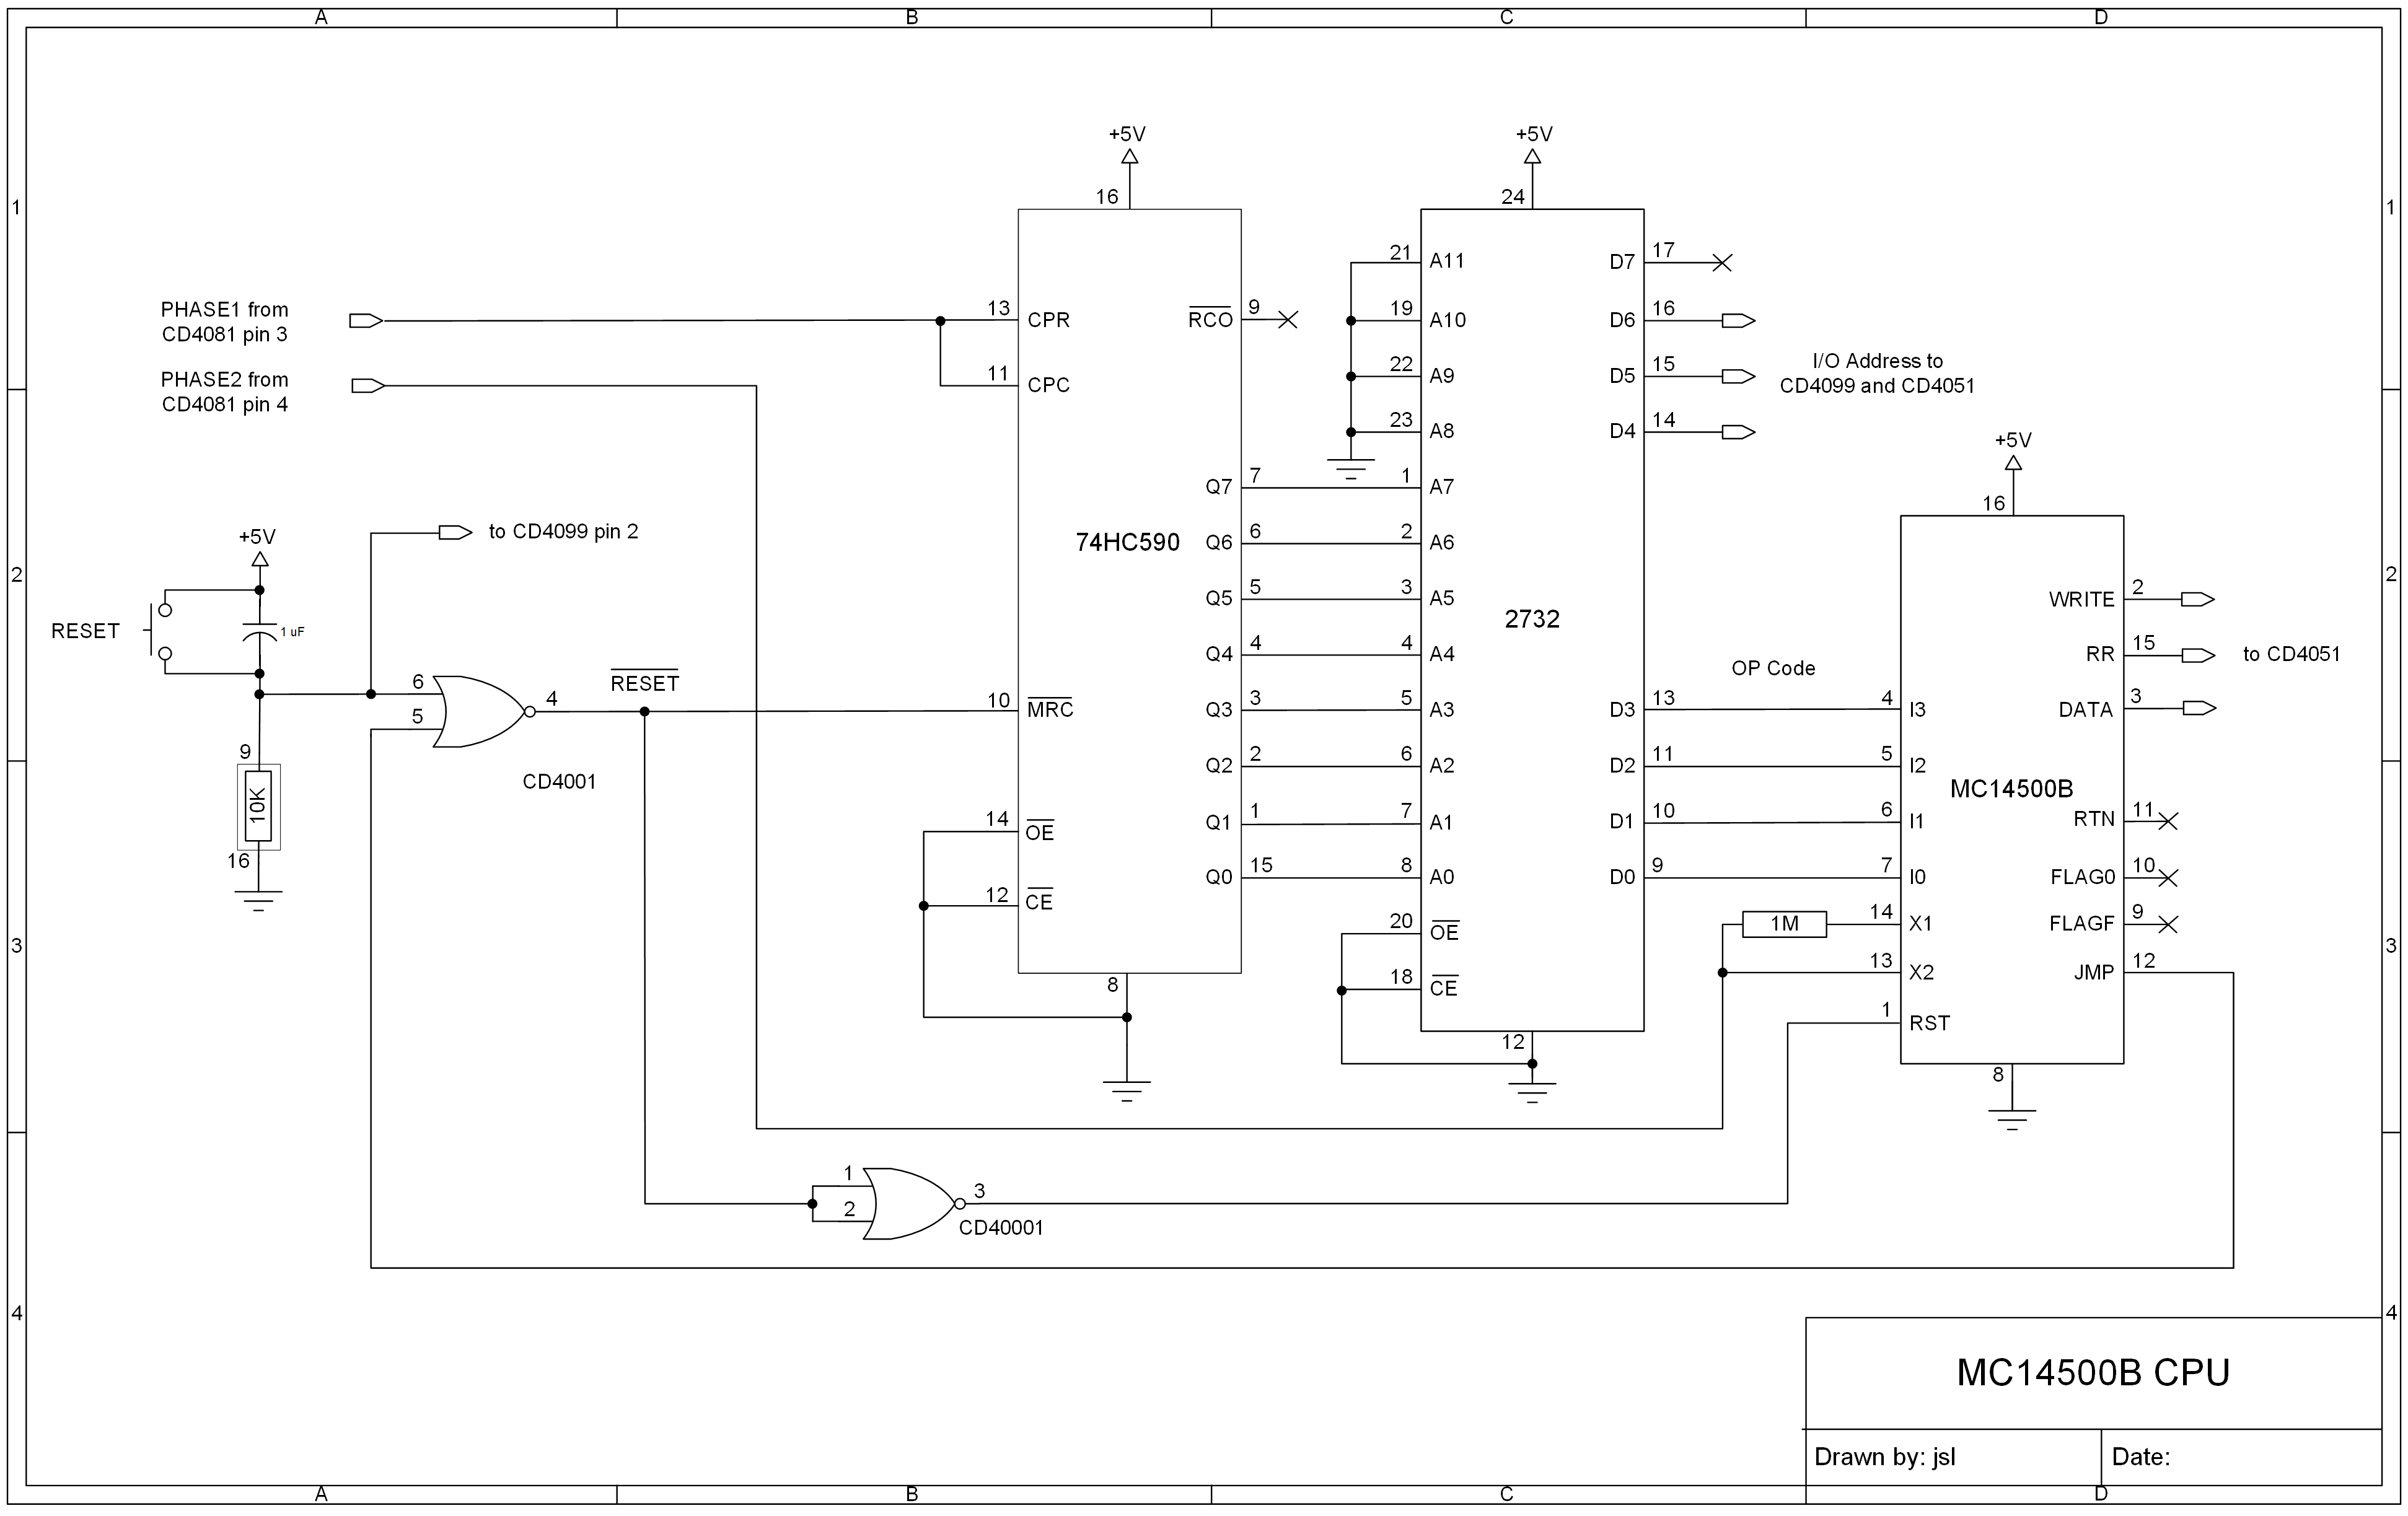 A B C D
+5V
+5V
16
24
1
1
21 A11
D7 17
PHASE1 from
CD4081 pin 3
13 CPR
RCO 9
19 A10
D6 16
PHASE2 from
CD4081 pin 4
11 CPC
22 A9
D5 15
I/O Address to
CD4099 and CD4051
23 A8
D4 14
+5V
16
Q7 7
1 A7
to CD4099 pin 2
+5V
74HC590
Q6 6
2 A6
2
2
Q5 5
3 A5
WRITE 2
2732
RESET
1 uF
Q4 4
4 A4
RR 15
to CD4051
OP Code
6
5
4
RESET
10 MRC
Q3 3
5 A3
D3 13
4 I3
DATA 3
9
10K
16
CD4001
Q2 2
6 A2
D2 11
5 I2
MC14500B
14 OE
Q1 1
7 A1
D1 10
6 I1
RTN 11
12 CE
Q0 15
8 A0
D0 9
7 I0
FLAG0 10
20 OE
1M
14 X1
FLAGF 9
3
3
18 CE
13 X2
JMP 12
8
12
1 RST
8
1
2
3
CD40001
4
4
MC14500B CPU
Drawn by: jsl
Date:
A B C D